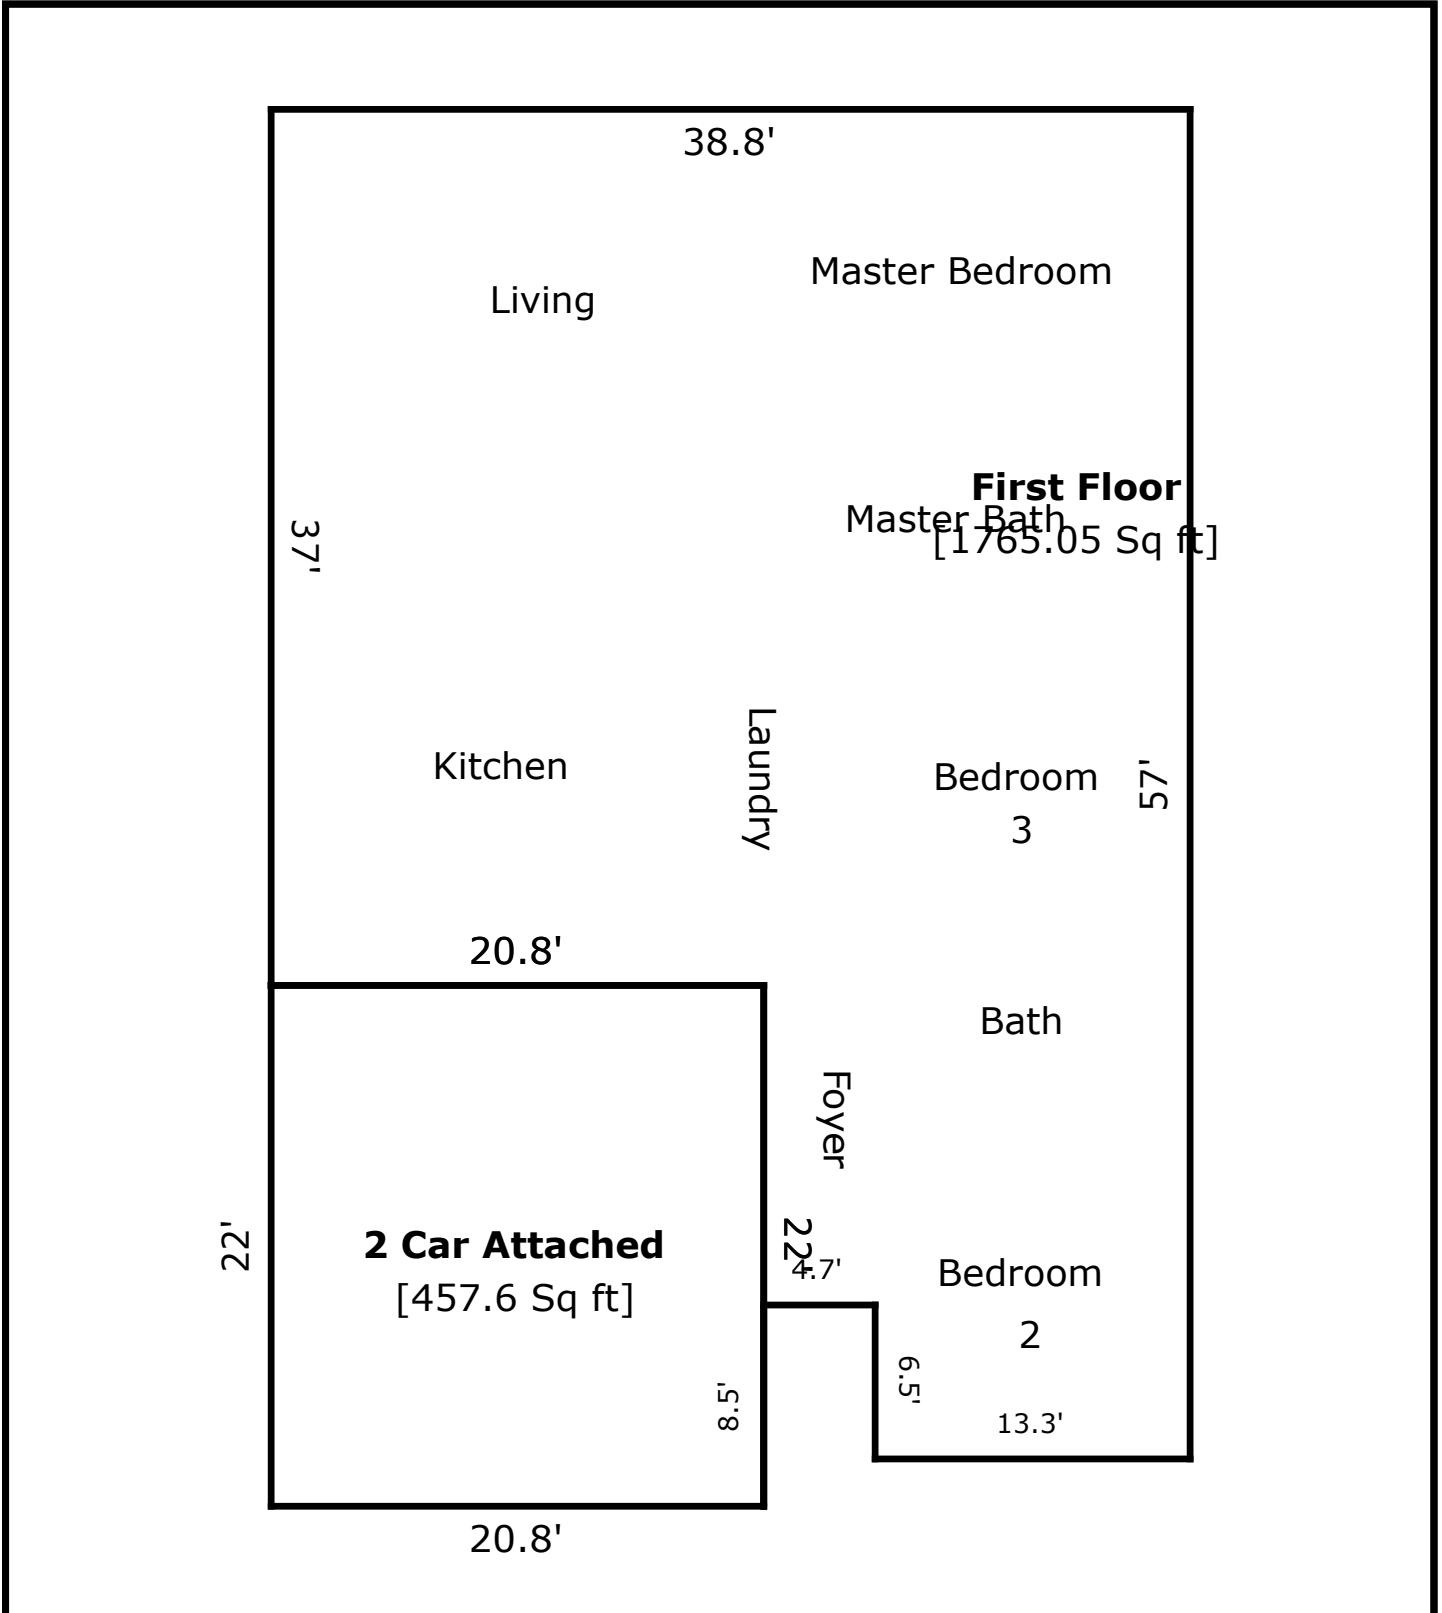 38.8'
Master Bedroom
Living
First Floor
Master Bath
[1765.05 Sq ft]
37'
Laundry
Kitchen
Bedroom
3
57'
20.8'
Bath
Foyer
22'
2 Car Attached
[457.6 Sq ft]
22'
4.7'
Bedroom
2
8.5'
6.5'
13.3'
20.8'